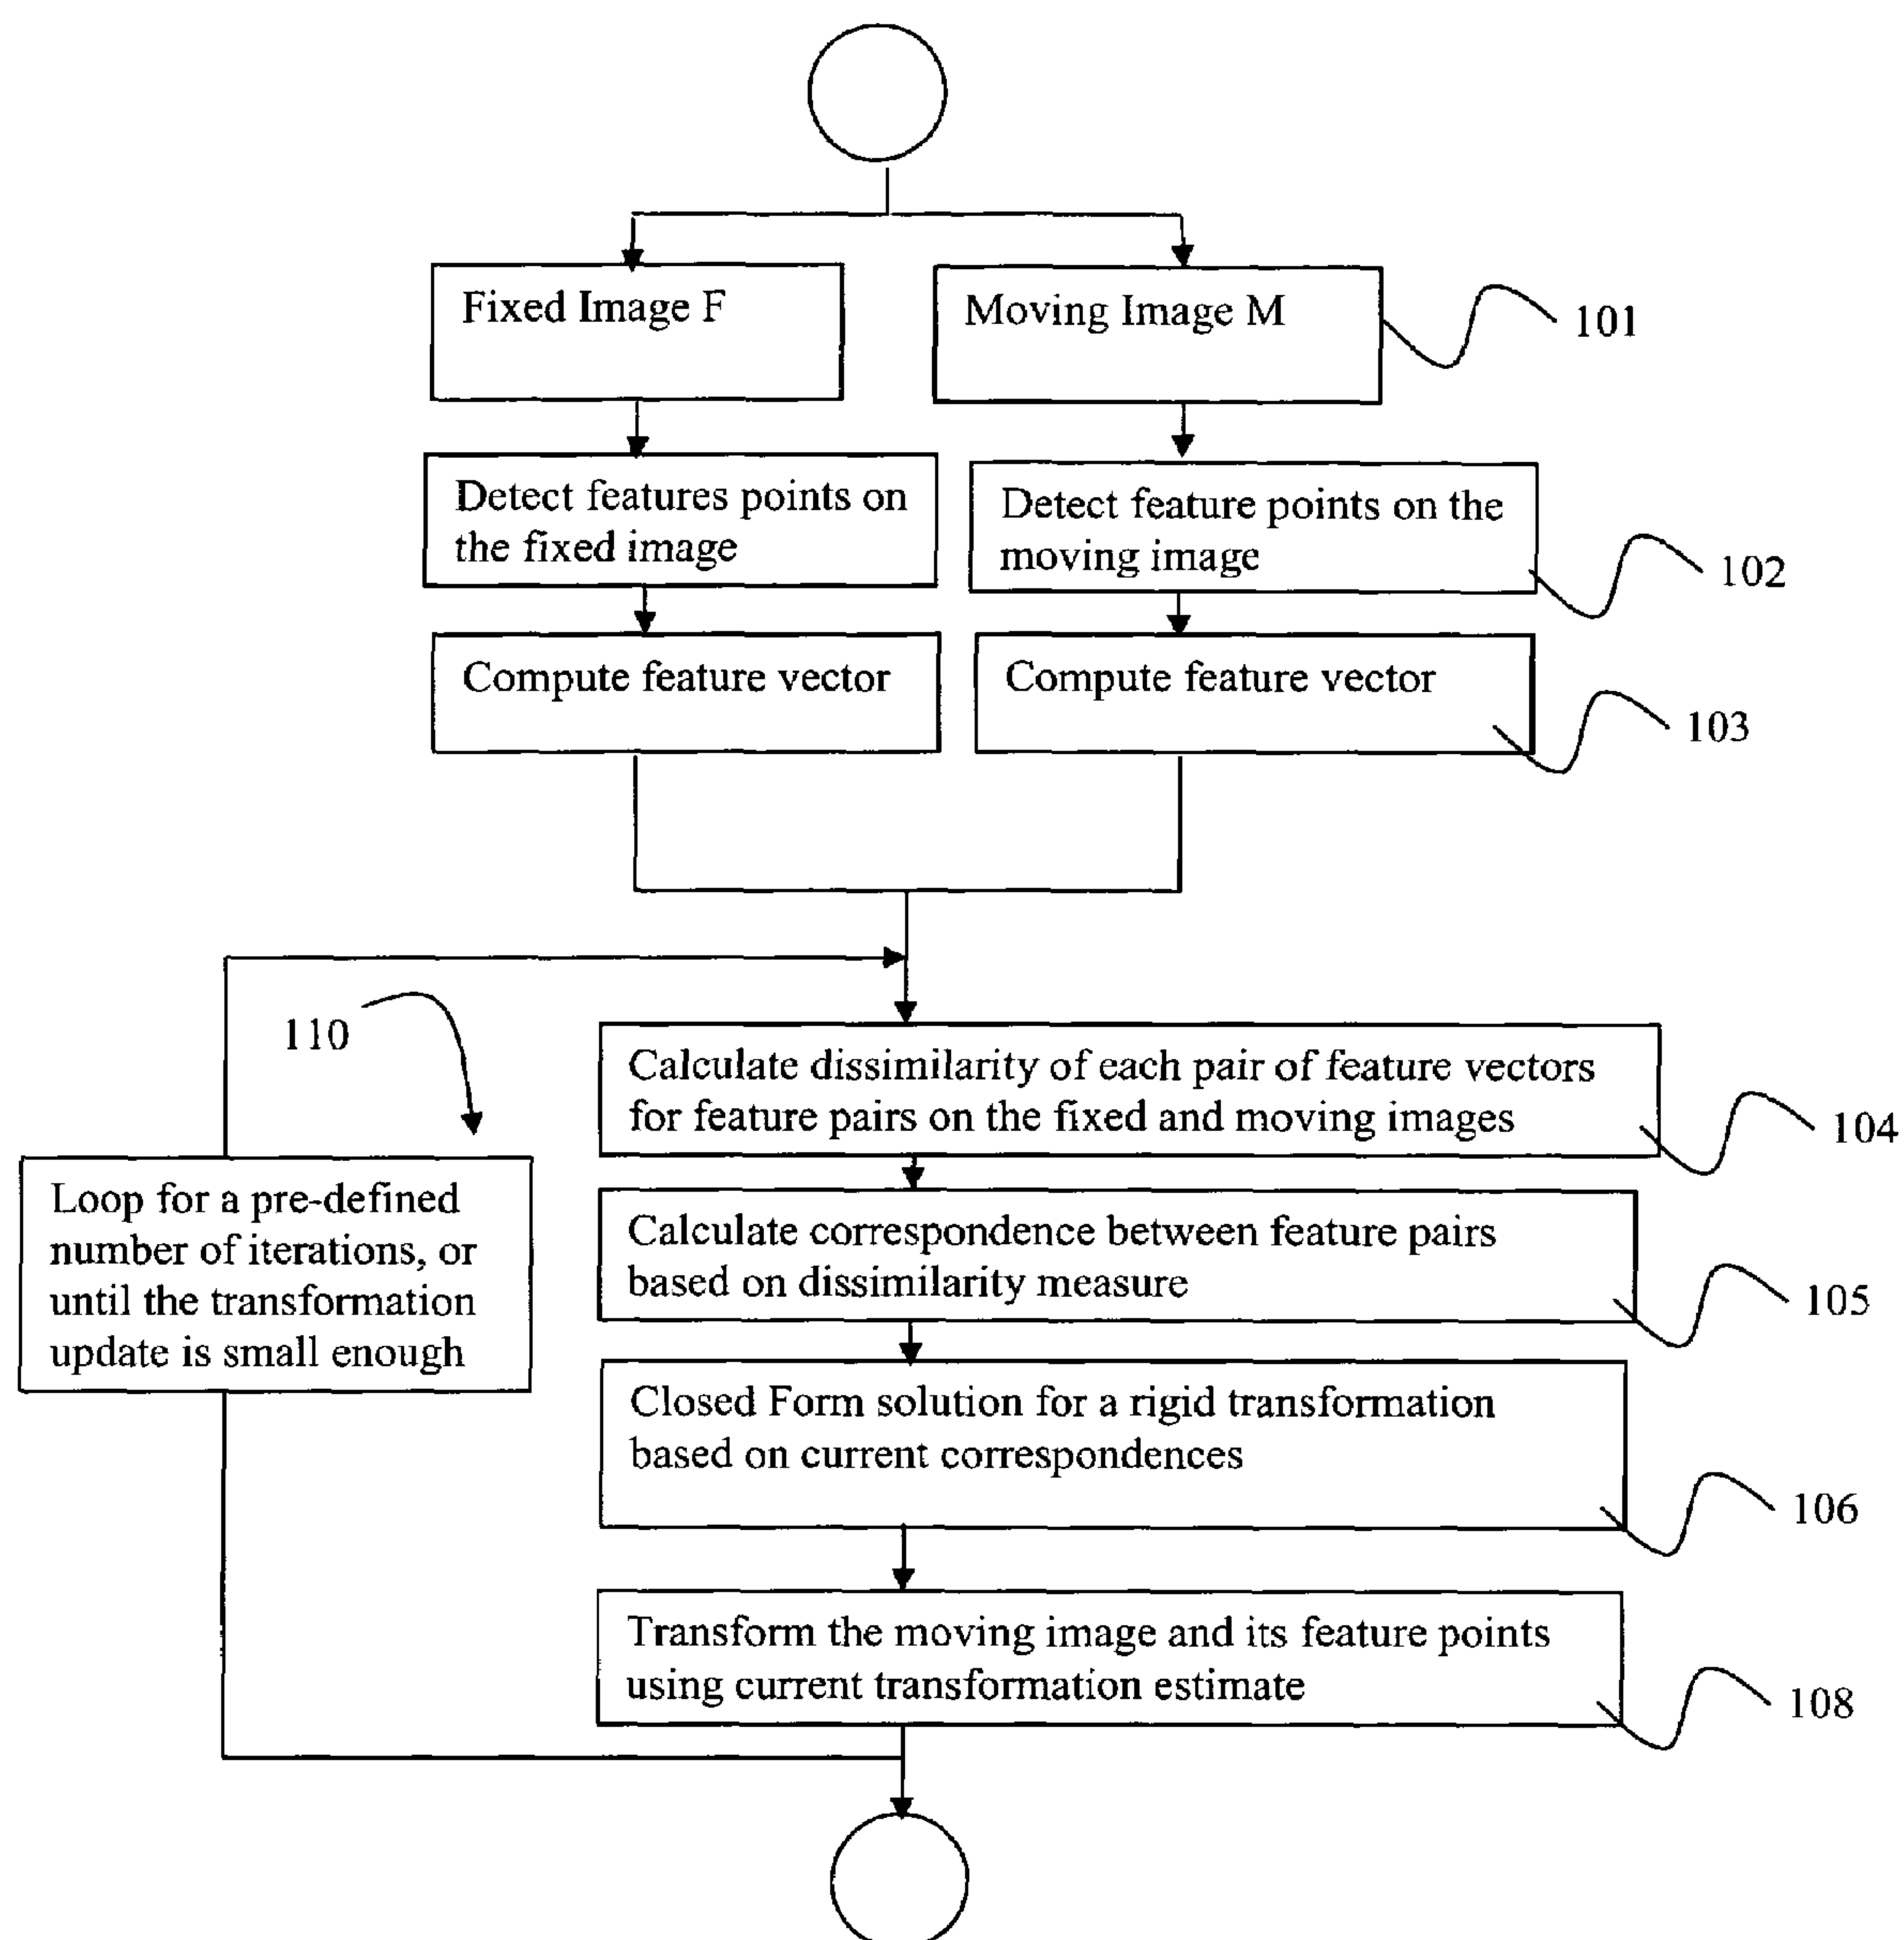 Fixed Image F
Moving Image M
101
Detect features points on
the fixed image
Detect feature points on the
moving image
102
Compute feature vector
Compute feature vector
103
110
Calculate dissimilarity of each pair of feature vectors
for feature pairs on the fixed and moving images
104
Loop for a pre-defined
number of iterations, or
until the transformation
update is small enough
Calculate correspondence between feature pairs
based on dissimilarity measure
105
Closed Form solution for a rigid transformation
based on current correspondences
106
Transform the moving image and its feature points
using current transformation estimate
108